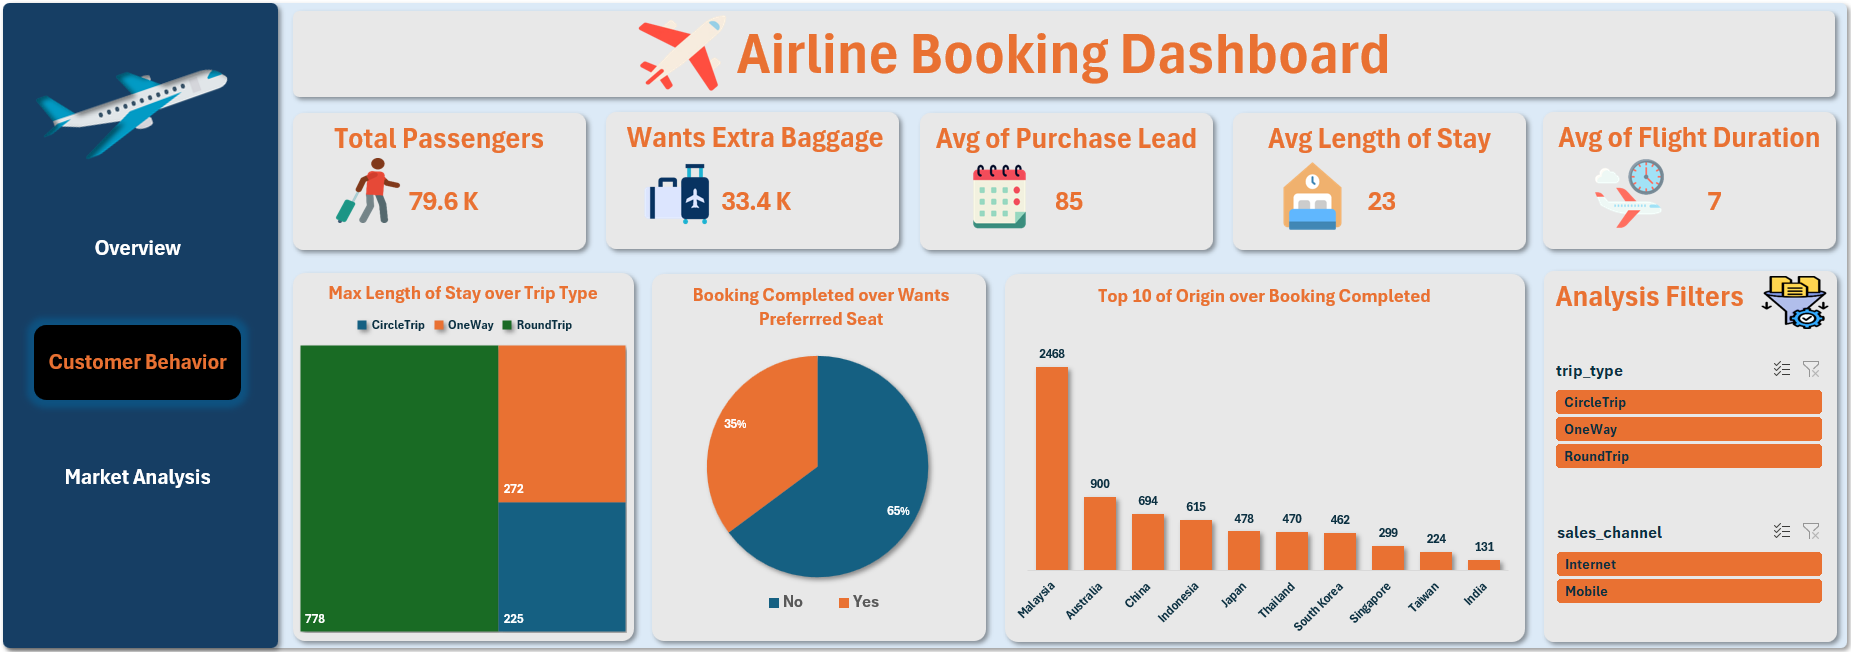 Airline Booking Dashboard
Overview
Customer Behavior
Market Analysis
Total Passengers
79.6 K
Wants Extra Baggage
33.4 K
Avg of Purchase Lead
85
Avg Length of Stay
23
Avg of Flight Duration
7
Max Length of Stay over Trip Type
CircleTrip OneWay RoundTrip
272
778
225
Booking Completed over Wants
Preferrred Seat
35%
65%
No Yes
Top 10 of Origin over Booking Completed
2468
900
694
615
478
470
462
299
224
131
Malaysia
Australia
China
Indonesia
Japan
Thailand
South Korea
Singapore
Taiwan
India
Analysis Filters
trip_type
CircleTrip
OneWay
RoundTrip
sales_channel
Internet
Mobile